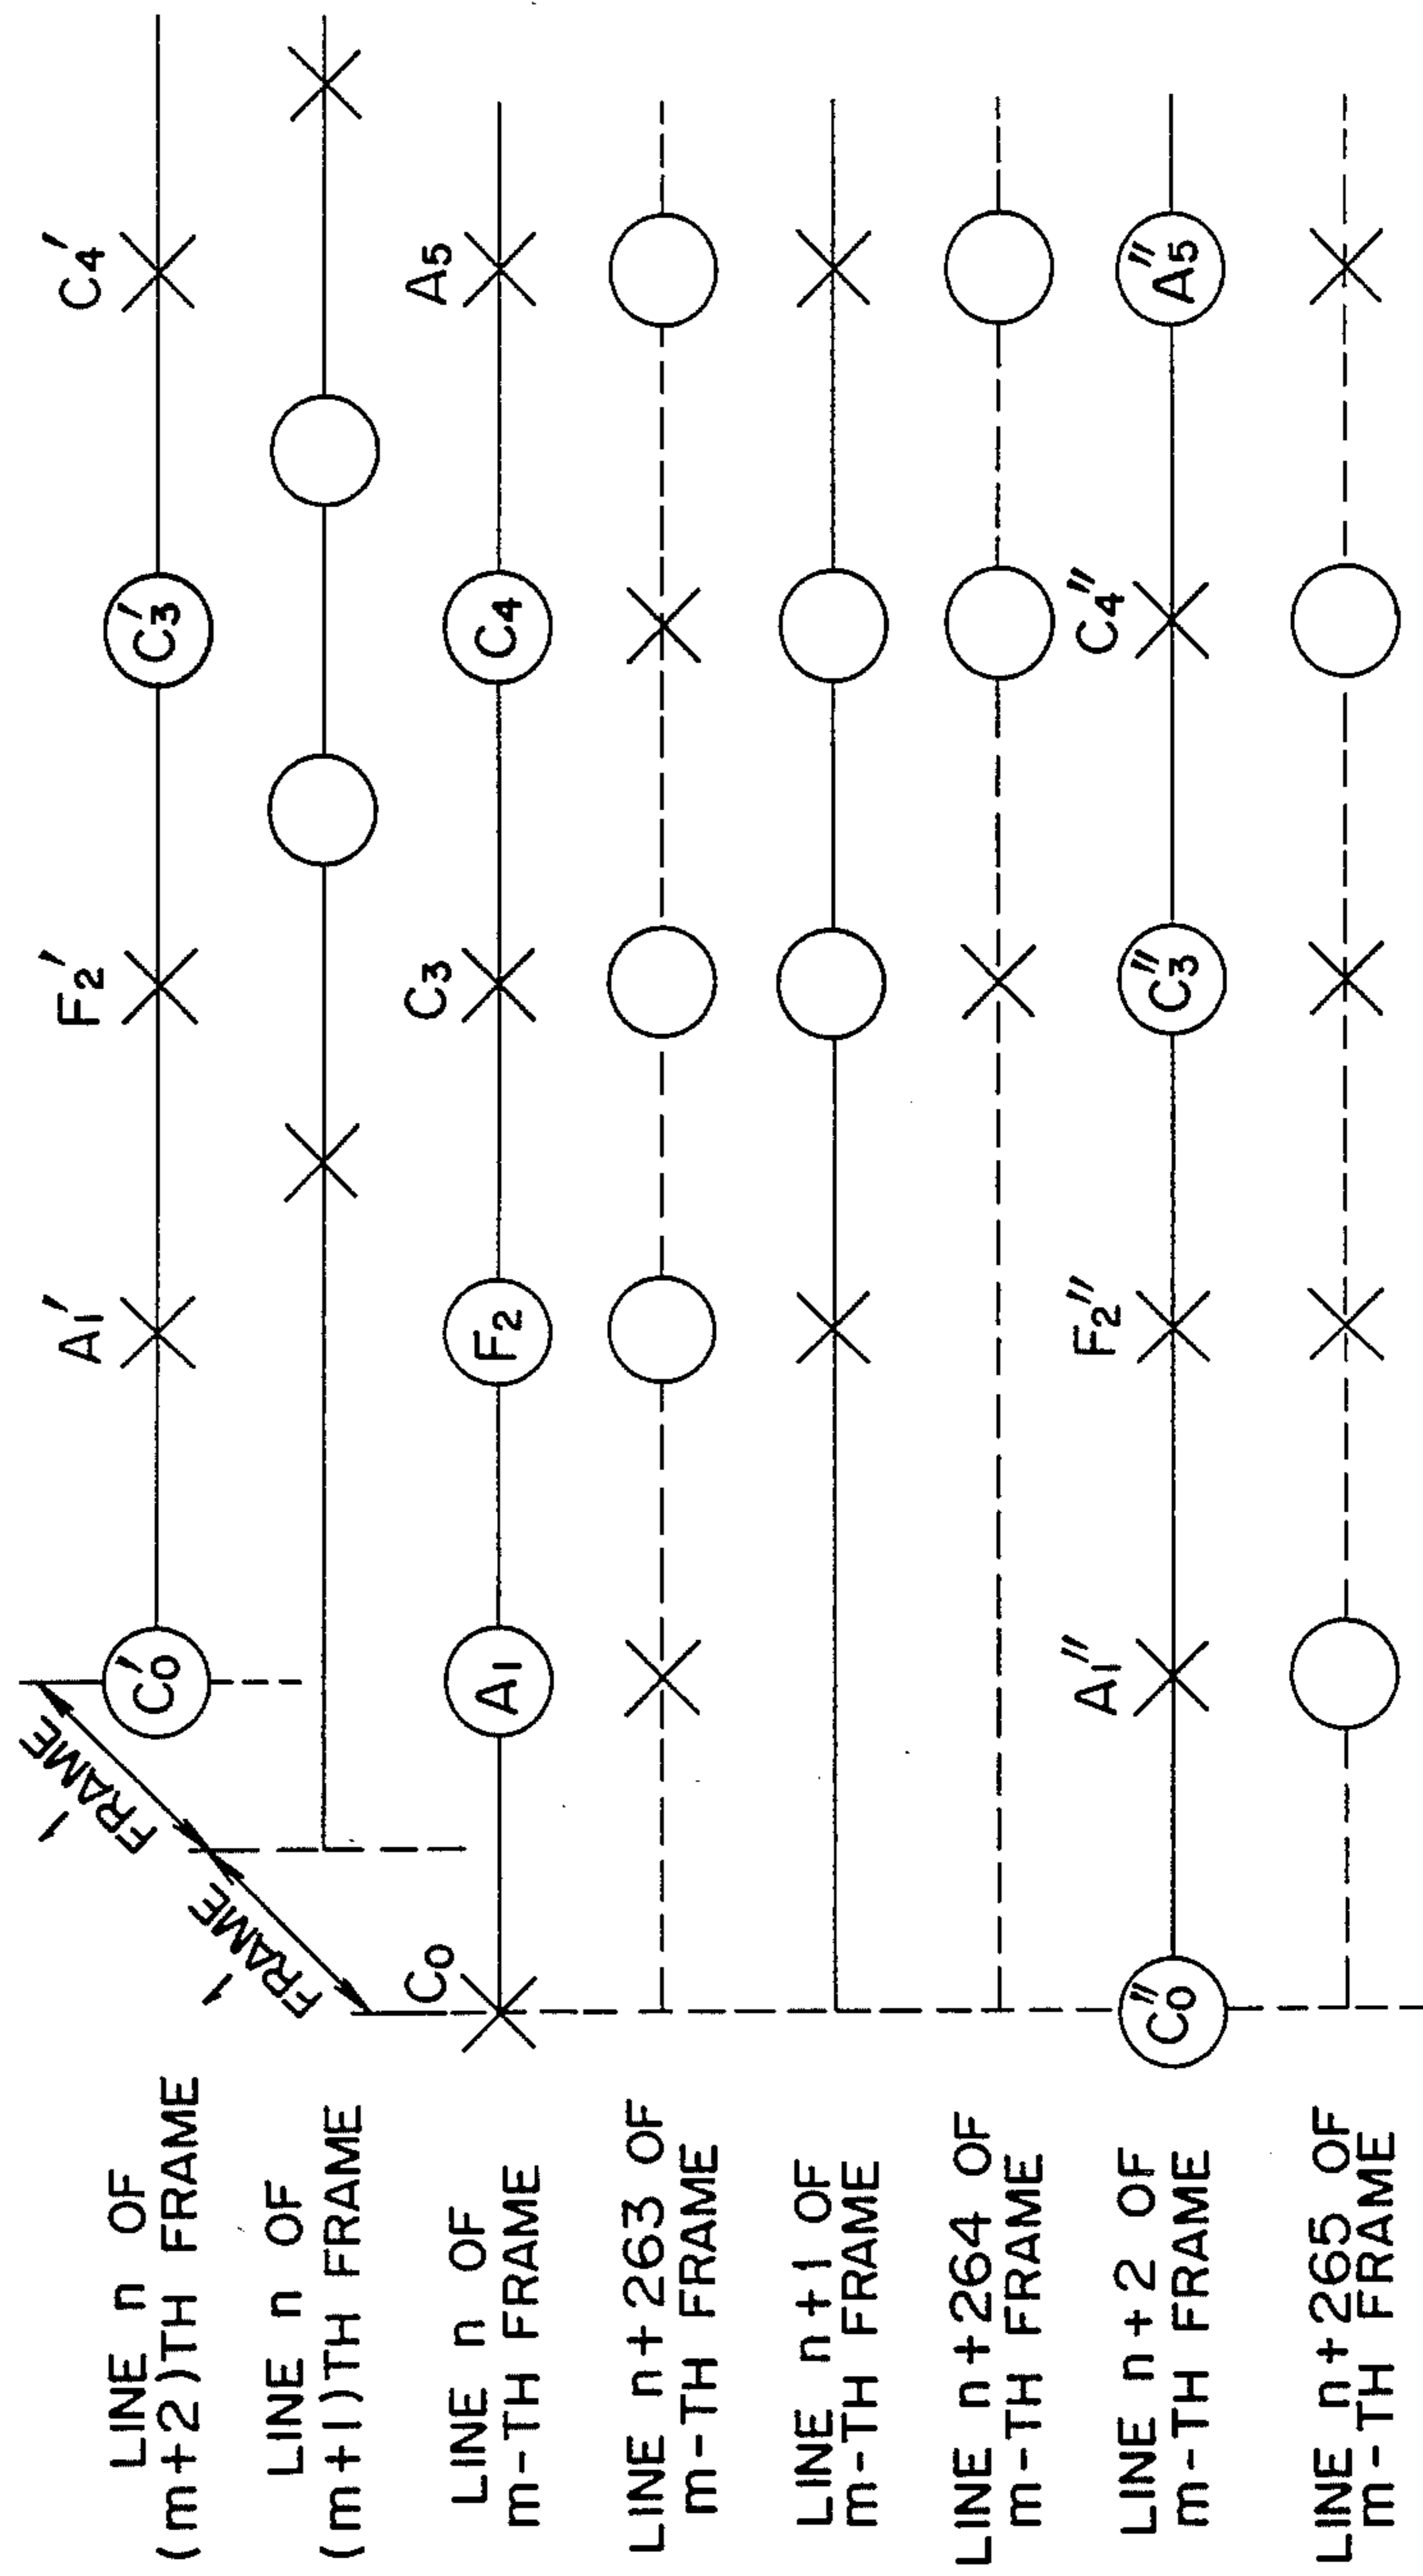 LINE n OF
(m+2)TH FRAME
C0' A1' F2' C3' C4'
1 FRAME
LINE n OF
(m+1)TH FRAME
1 FRAME
LINE n OF
m-TH FRAME
C0 A1 F2 C3 C4 A5
LINE n+263 OF
m-TH FRAME
LINE n+1 OF
m-TH FRAME
LINE n+264 OF
m-TH FRAME
LINE n+2 OF
m-TH FRAME
C0" A1" F2" C3" C4" A5"
LINE n+265 OF
m-TH FRAME